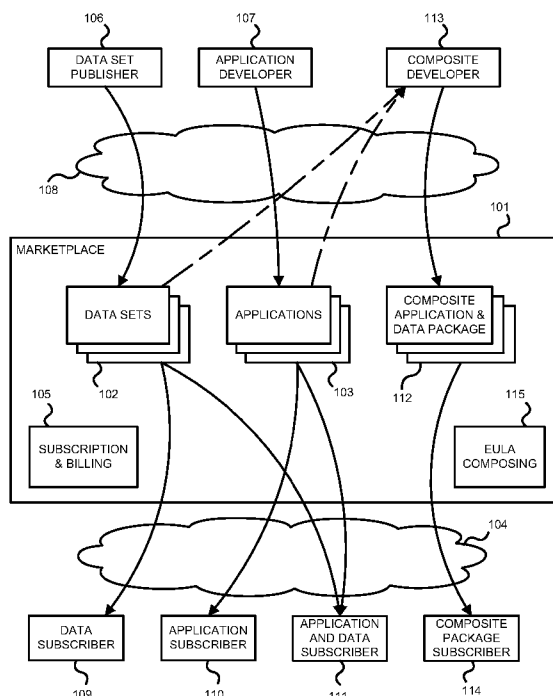 106
107
113
DATA SET
PUBLISHER
APPLICATION
DEVELOPER
COMPOSITE
DEVELOPER
108
101
MARKETPLACE
DATA SETS
APPLICATIONS
COMPOSITE
APPLICATION &
DATA PACKAGE
102
103
112
105
115
SUBSCRIPTION
& BILLING
EULA
COMPOSING
104
DATA
SUBSCRIBER
APPLICATION
SUBSCRIBER
APPLICATION
AND DATA
SUBSCRIBER
COMPOSITE
PACKAGE
SUBSCRIBER
109
110
111
114